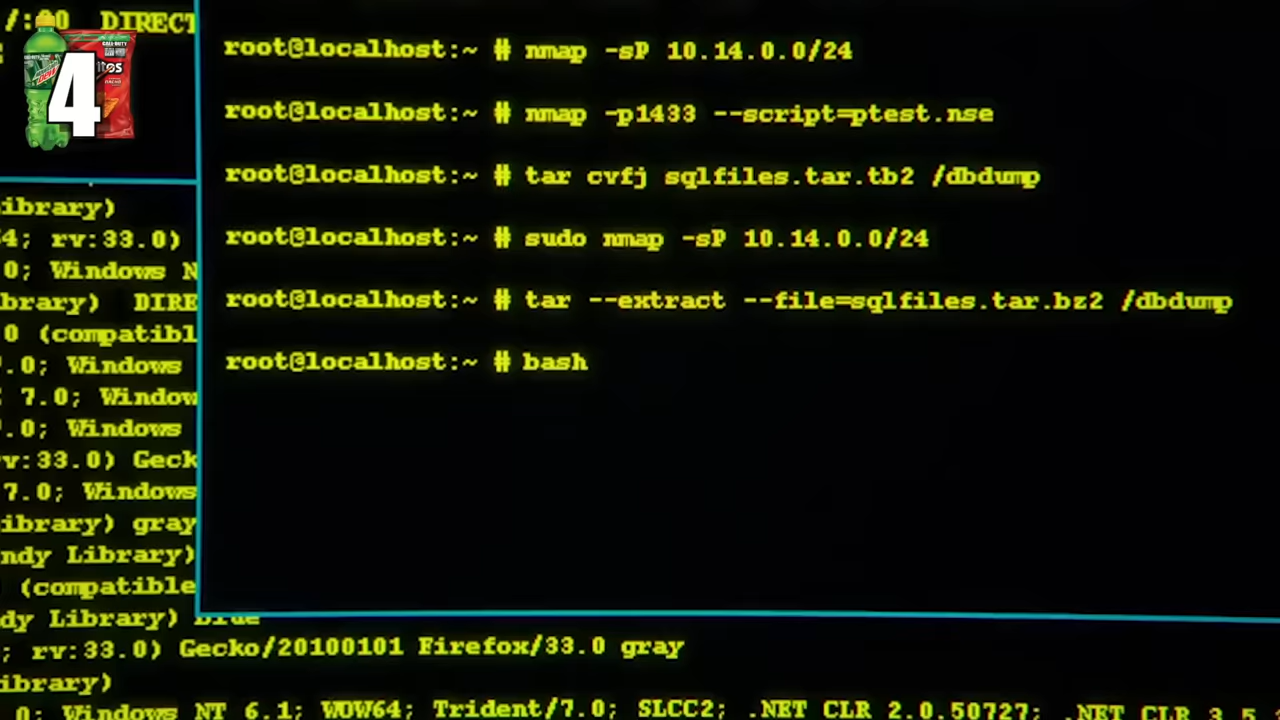 /:00 DIRECT
4
root@localhost:~ # nmap -sP 10.14.0.0/24
root@localhost:~ # nmap -p1433 --script=ptest.nse
root@localhost:~ # tar cvfj sqlfiles.tar.tb2 /dbdump
root@localhost:~ # sudo nmap -sP 10.14.0.0/24
root@localhost:~ # tar --extract --file=sqlfiles.tar.bz2 /dbdump
root@localhost:~ # bash
ibrary)
4; rv:33.0)
0; Windows N
brary) DIRE
0 (compatibl
.0; Windows
7.0; Window
.0; Windows
rv:33.0) Geck
7.0; Windows
ibrary) gray
ndy Library)
(compatible
dy Library) blue
; rv:33.0) Gecko/20100101 Firefox/33.0 gray
ibrary)
0; Windows NT 6.1; WOW64; Trident/7.0; SLCC2; .NET CLR 2.0.50727; .NET CLR 3.5